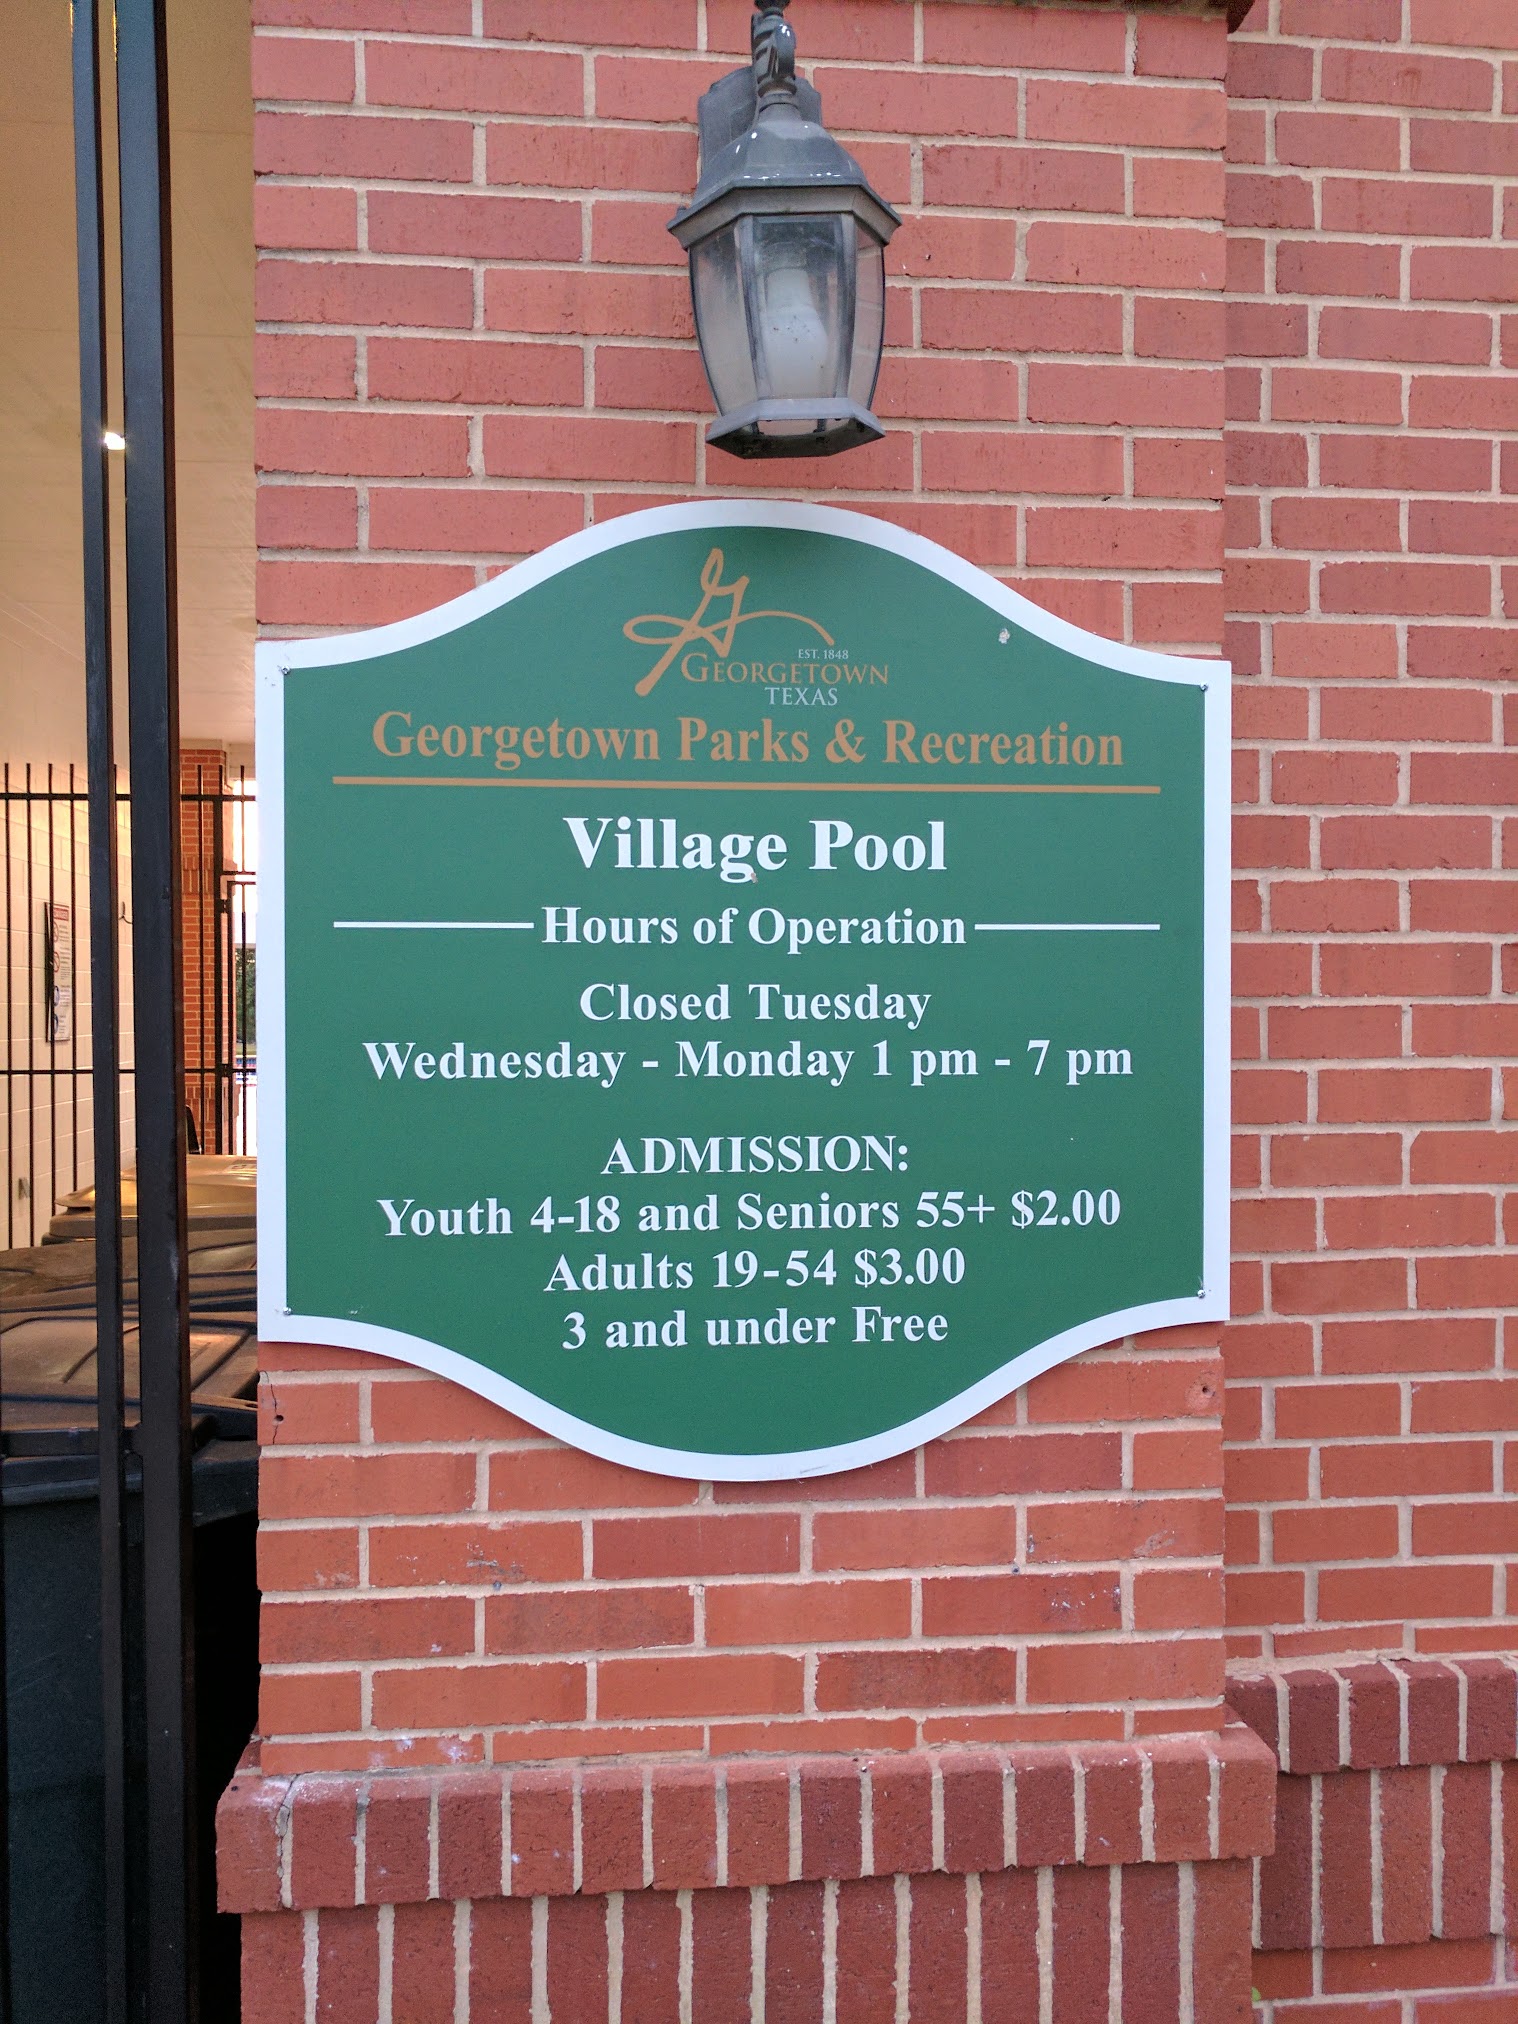 EST. 1848
GEORGETOWN
TEXAS
Georgetown Parks & Recreation
Village Pool
Hours of Operation
Closed Tuesday
Wednesday - Monday 1 pm - 7 pm
ADMISSION:
Youth 4-18 and Seniors 55+ $2.00
Adults 19-54 $3.00
3 and under Free